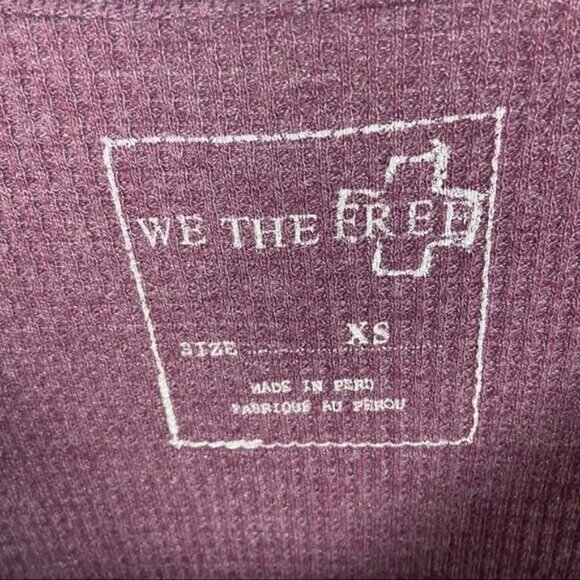 WE THE FREE
SIZE XS
MADE IN PERU
FABRIQUE AU PEROU